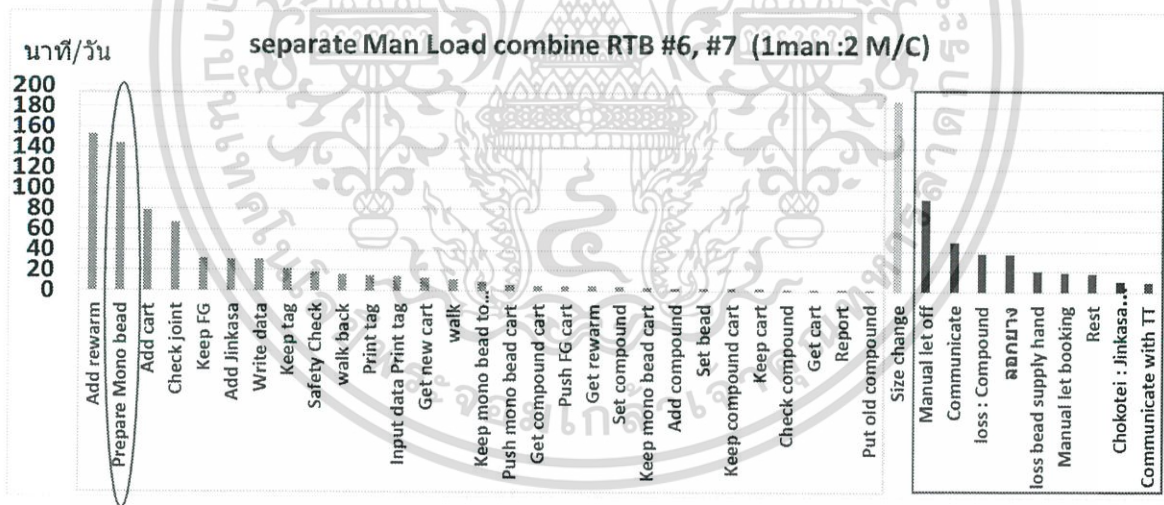 นาที/วัน
separate Man Load combine RTB #6, #7 (1man :2 M/C)
200
180
160
140
120
100
80
60
40
20
0
Add rewarm
Prepare Mono bead
Add cart
Check joint
Keep FG
Add Jinkasa
Write data
Keep tag
Safety Check
walk back
Print tag
Input data Print tag
Get new cart
walk
Keep mono bead to...
Push mono bead cart
Get compound cart
Push FG cart
Get rewarm
Set compound
Keep mono bead cart
Add compound
Set bead
Keep compound cart
Keep cart
Check compound
Get cart
Report
Put old compound
Size change
Manual let off
Communicate
loss : Compound
ลอกยาง
loss bead supply hand
Manual let booking
Rest
Chokotei : Jinkasa...
Communicate with TT